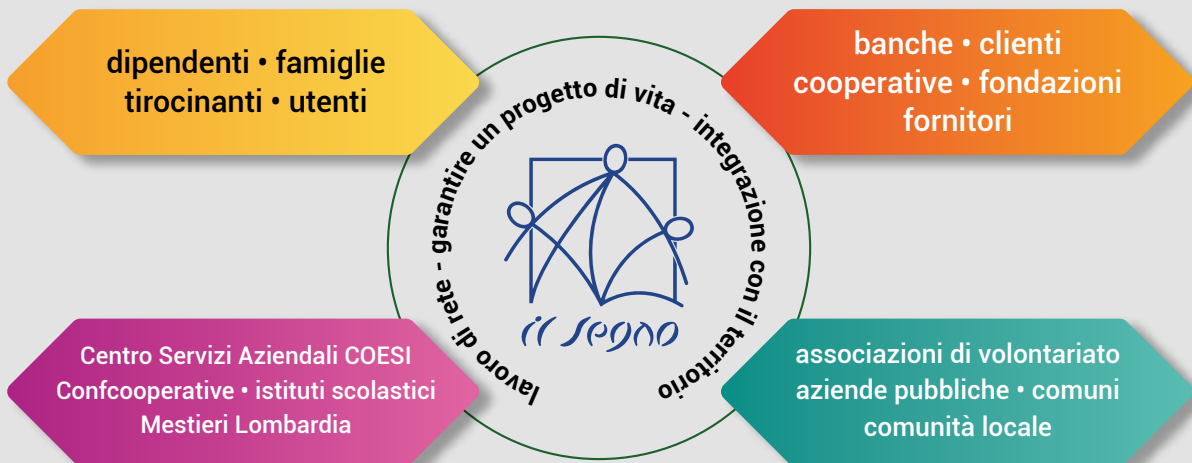 dipendenti • famiglie
tirocinanti • utenti
banche • clienti
cooperative • fondazioni
fornitori
lavoro di rete - garantire un progetto di vita - integrazione con il territorio
il segno
Centro Servizi Aziendali COESI
Confcooperative • istituti scolastici
Mestieri Lombardia
associazioni di volontariato
aziende pubbliche • comuni
comunità locale